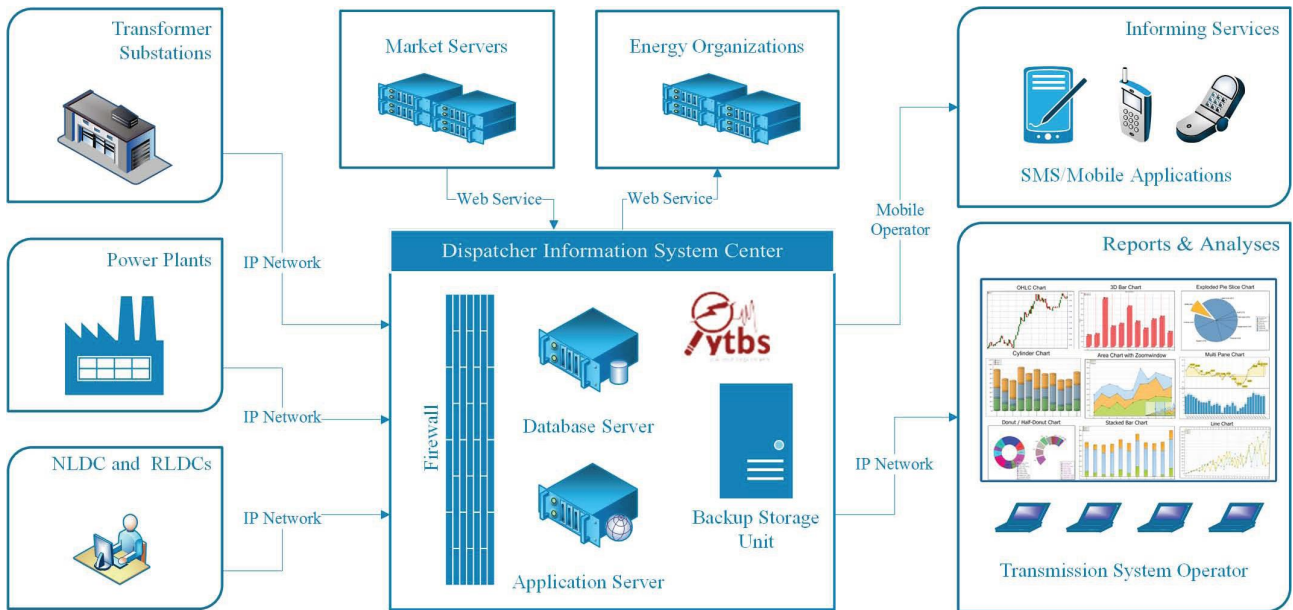 Transformer
Substations
Market Servers
Energy Organizations
Informing Services
SMS/Mobile Applications
Web Service
Web Service
Mobile
Operator
IP Network
Power Plants
Dispatcher Information System Center
Reports & Analyses
OHLC Chart
3D Bar Chart
Exploded Pie Slice Chart
Cylinder Chart
Area Chart with Zoomwindow
Multi Pane Chart
Donut / Half-Donut Chart
Stacked Bar Chart
Line Chart
ytbs
Firewall
Database Server
IP Network
NLDC and RLDCs
IP Network
IP Network
Backup Storage
Unit
Application Server
Transmission System Operator